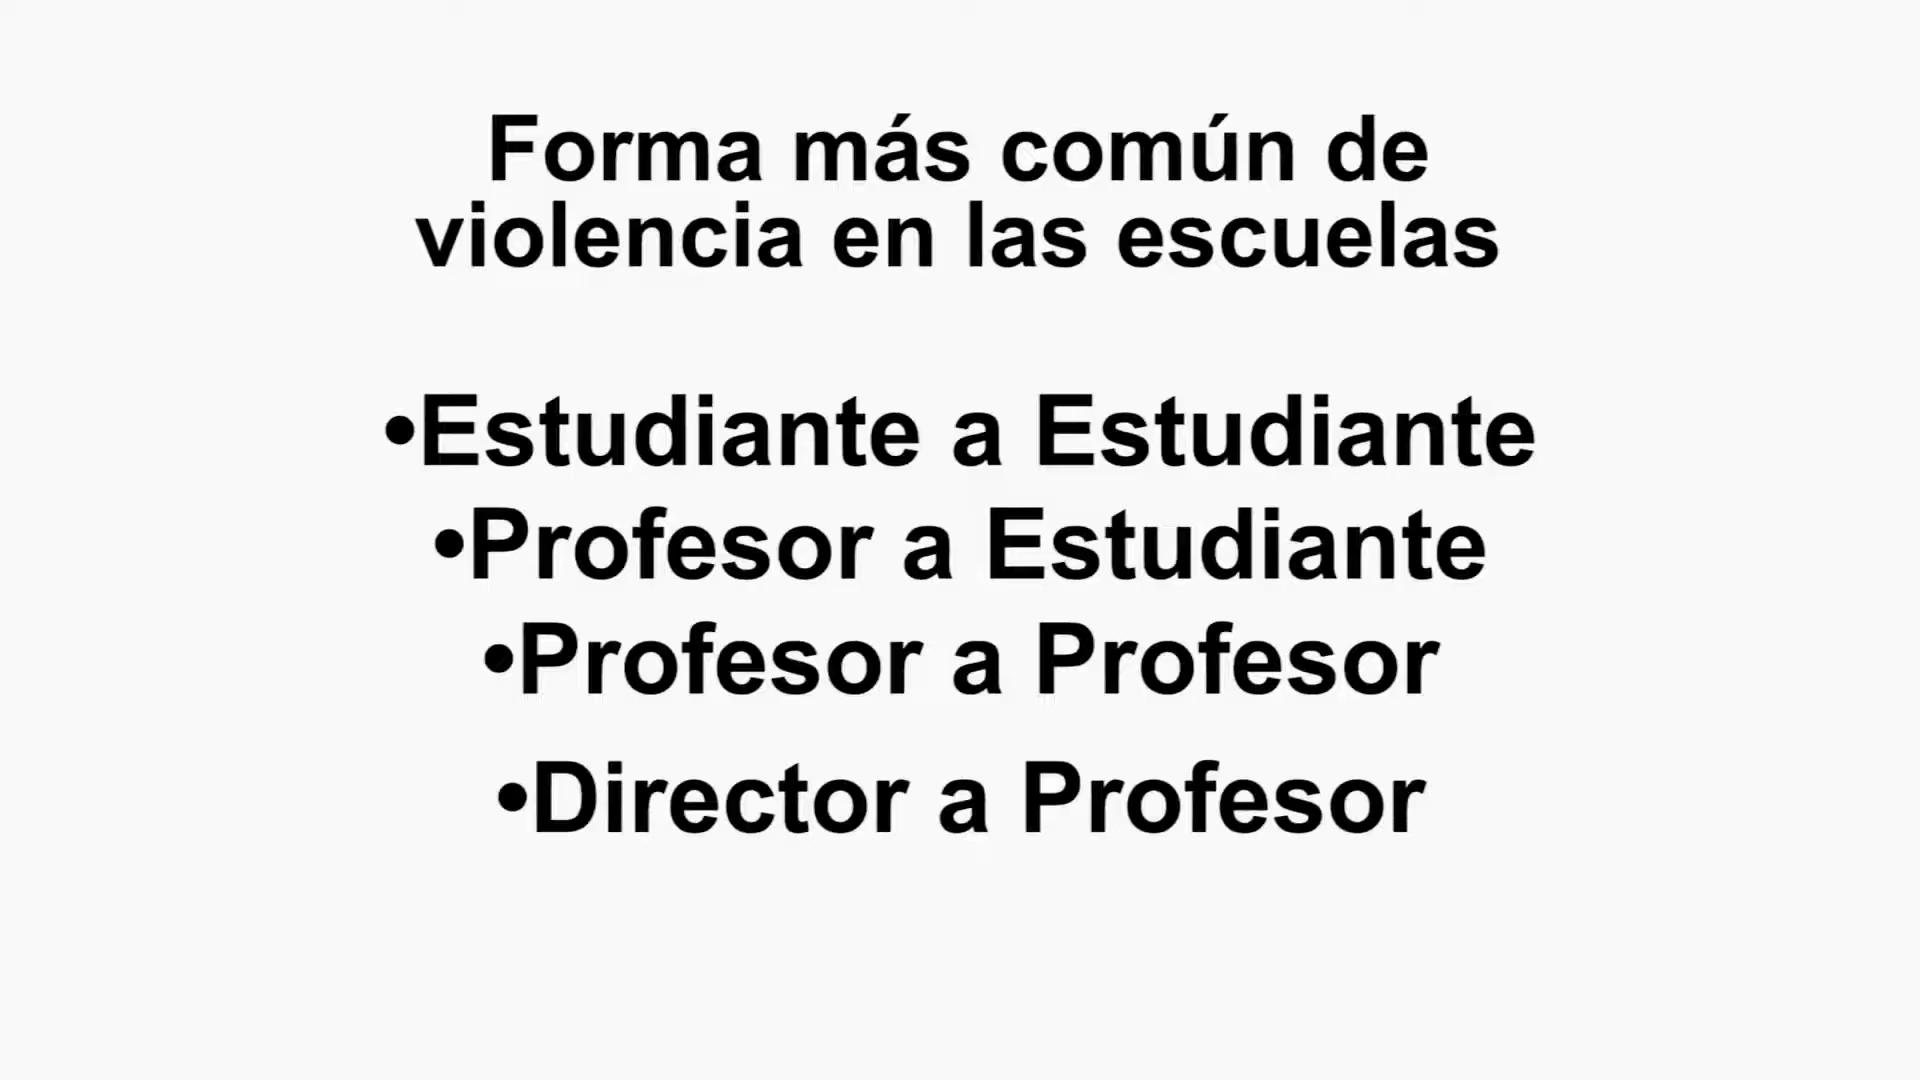 Forma más común de
violencia en las escuelas
•Estudiante a Estudiante
•Profesor a Estudiante
•Profesor a Profesor
•Director a Profesor